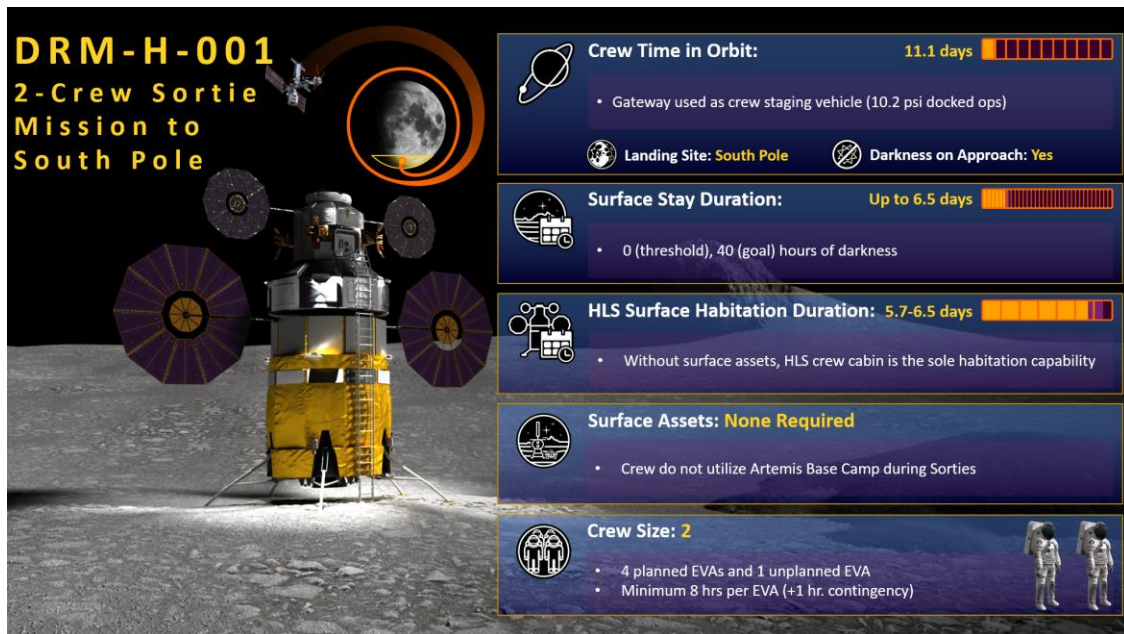 DRM-H-001
2-Crew Sortie
Mission to
South Pole
Crew Time in Orbit: 11.1 days
• Gateway used as crew staging vehicle (10.2 psi docked ops)
Landing Site: South Pole Darkness on Approach: Yes
Surface Stay Duration: Up to 6.5 days
• 0 (threshold), 40 (goal) hours of darkness
HLS Surface Habitation Duration: 5.7-6.5 days
• Without surface assets, HLS crew cabin is the sole habitation capability
Surface Assets: None Required
• Crew do not utilize Artemis Base Camp during Sorties
Crew Size: 2
• 4 planned EVAs and 1 unplanned EVA
• Minimum 8 hrs per EVA (+1 hr. contingency)